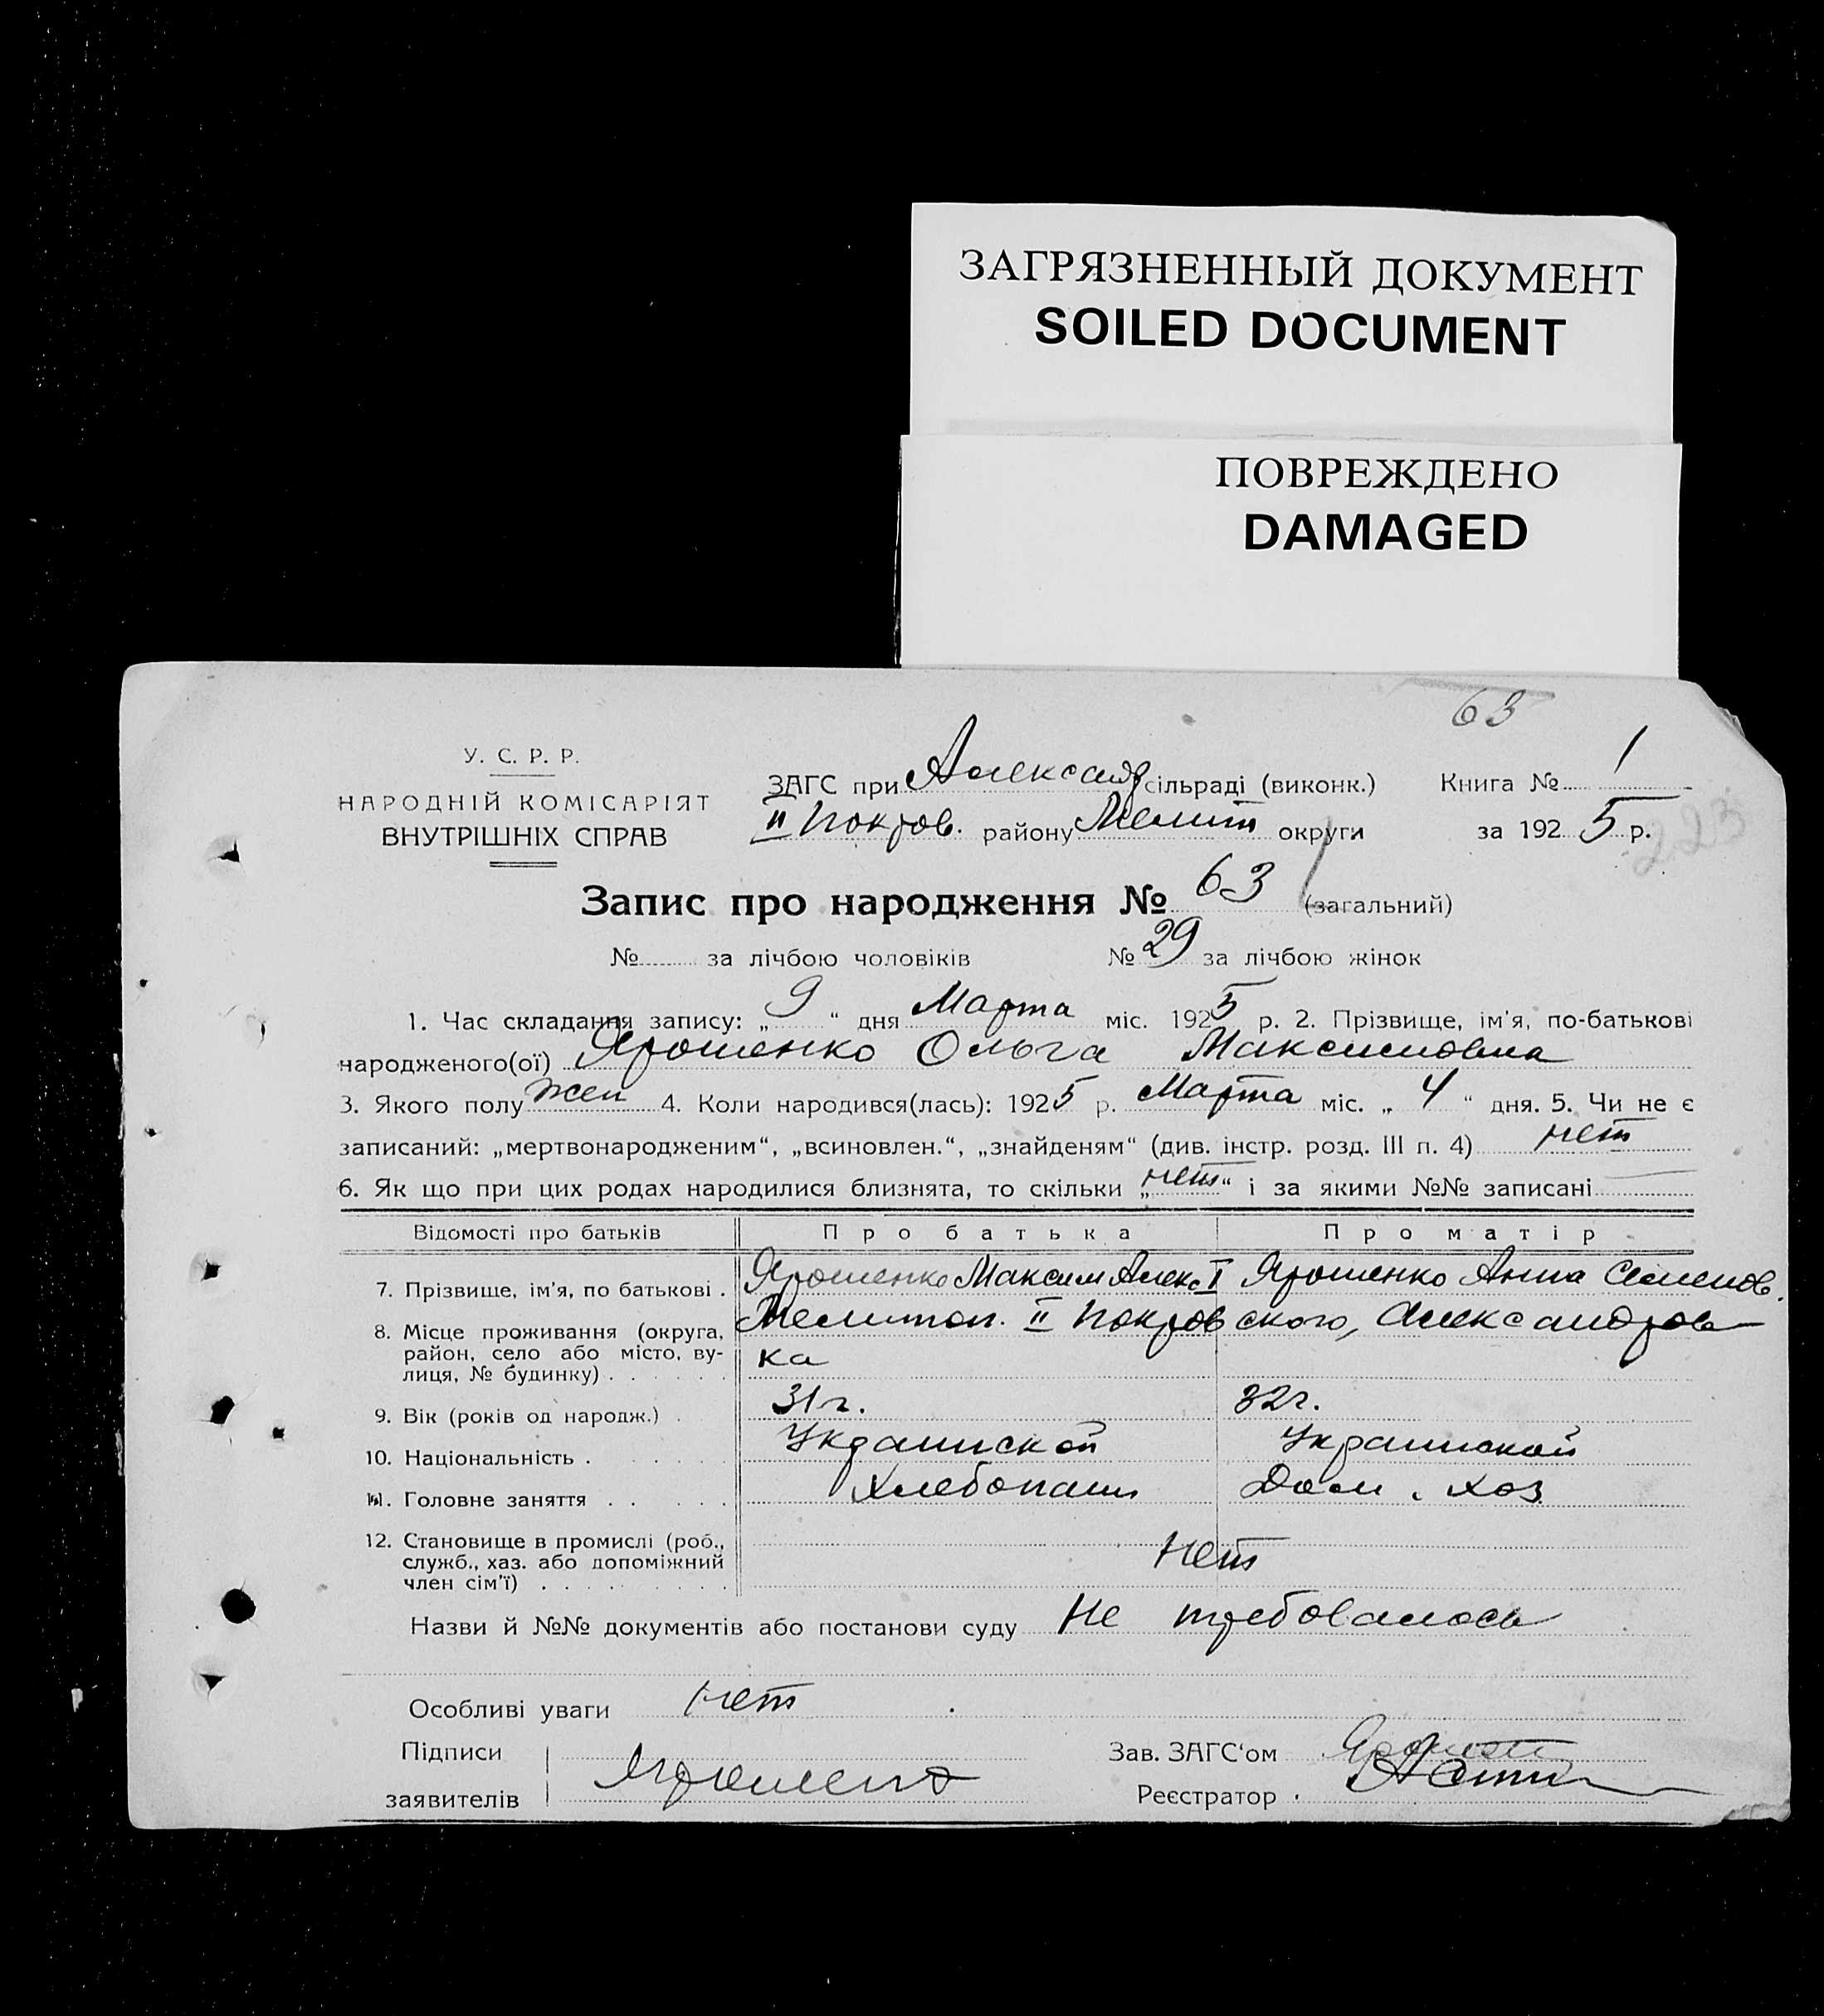 ЗАГРЯЗНЕННЫЙ ДОКУМЕНТ
SOILED DOCUMENT
ПОВРЕЖДЕНО
DAMAGED
63
У. С. Р. Р.
НАРОДНІЙ КОМІСАРІЯТ
ВНУТРІШНІХ СПРАВ
ЗАГС при Александ сільраді (виконк.) Книга № 1
II Покров. району Мелит округи за 1925 р.
223
Запис про народження № 63 (загальний)
№ за лічбою чоловіків № 29 за лічбою жінок
1. Час складання запису: „ 9 “ дня Марта міс. 1925 р. 2. Прізвище, ім'я, по-батькові
народженого(ої) Ярошенко Ольга Максимовна
3. Якого полу жен 4. Коли народився(лась): 1925 р. Марта міс. „ 4 “ дня. 5. Чи не є
записаний: „мертвонародженим“, „всиновлен.“, „знайденям“ (див. інстр. розд. III п. 4) нет
6. Як що при цих родах народилися близнята, то скільки „ нет “ і за якими №№ записані
Відомості про батьків Про батька Про матір
7. Прізвище, ім'я, по батькові . Ярошенко Максим Алекс Ярошенко Анна Семенов.
8. Місце проживання (округа, район, село або місто, вулиця, № будинку) . . . . . . Мелитоп. II Покровского, Александров
ка
9. Вік (років од народж.) . 31 г. 32 г.
10. Національність . Украинской Украинской
11. Головне заняття . . Хлебопаш Дом. хоз
12. Становище в промислі (роб., служб., хаз. або допоміжний член сім'ї) . нет
Назви й №№ документів або постанови суду Не требовалось
Особливі уваги нет
Підписи Зав. ЗАГС'ом
заявителів Ярошенко Реєстратор .